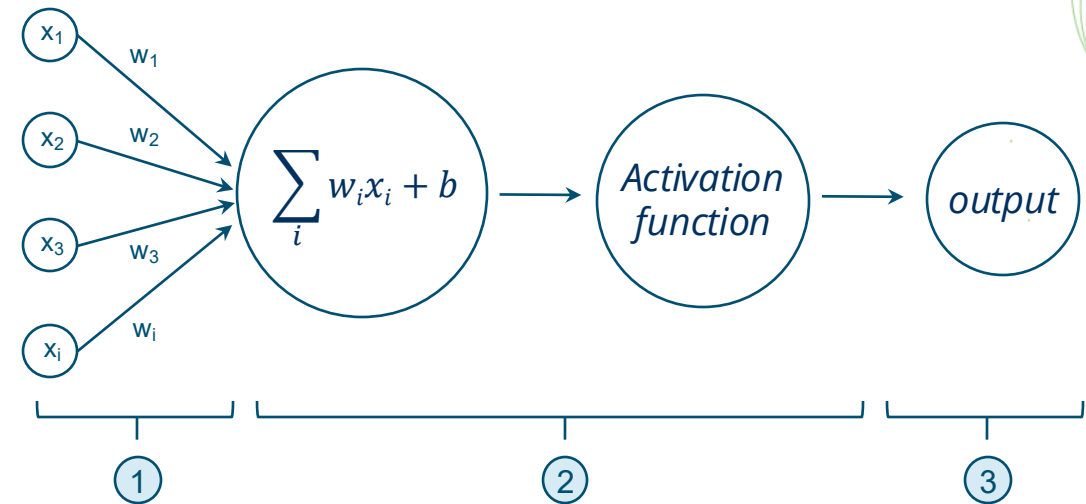 x₁
w₁
x₂
w₂
x₃
w₃
xᵢ
wᵢ
∑ᵢ wᵢxᵢ + b
Activation
function
output
1
2
3